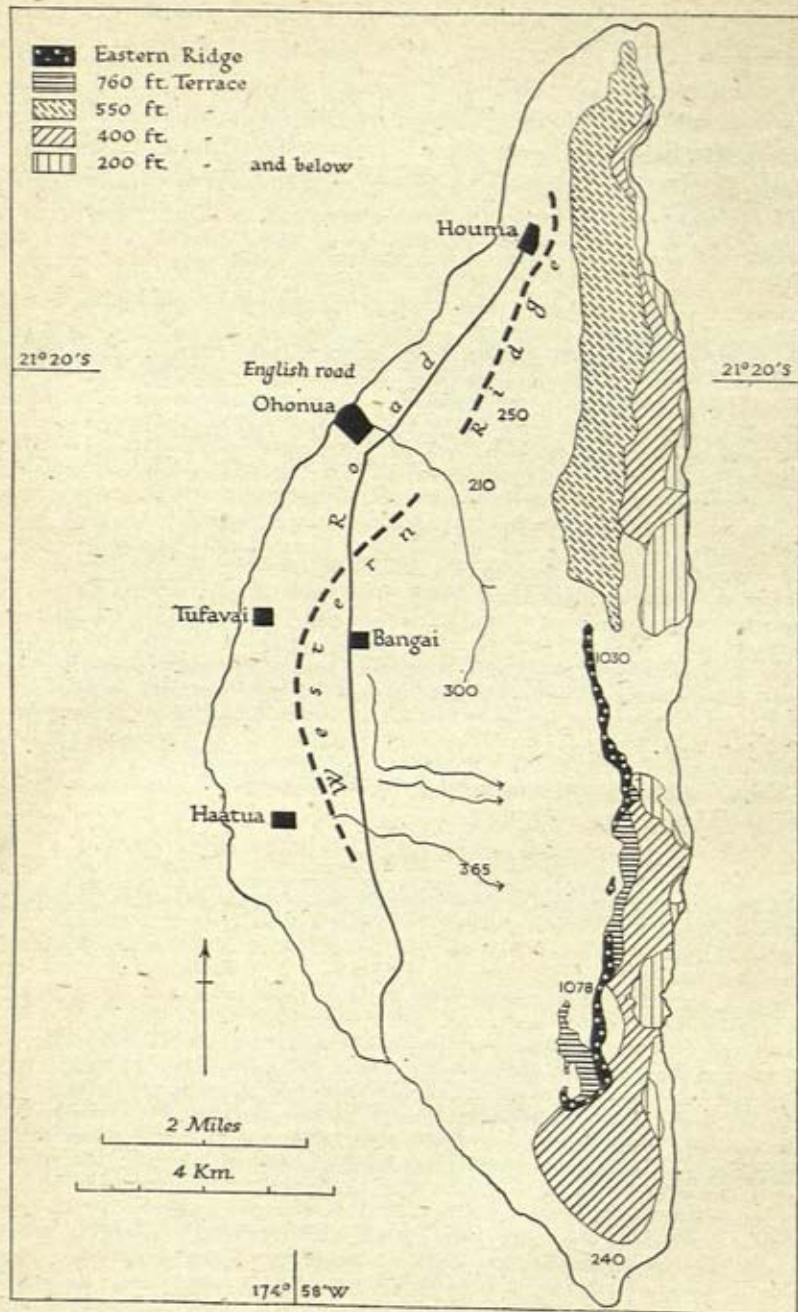 Eastern Ridge
760 ft. Terrace
550 ft. -
400 ft. -
200 ft. - and below
Houma
21° 20'S
21° 20'S
English road
Ohonua
Road
Western Ridge
250
210
Tufavai
Bangai
1030
300
Haatua
365
1078
2 Miles
4 Km.
240
174° 58'W